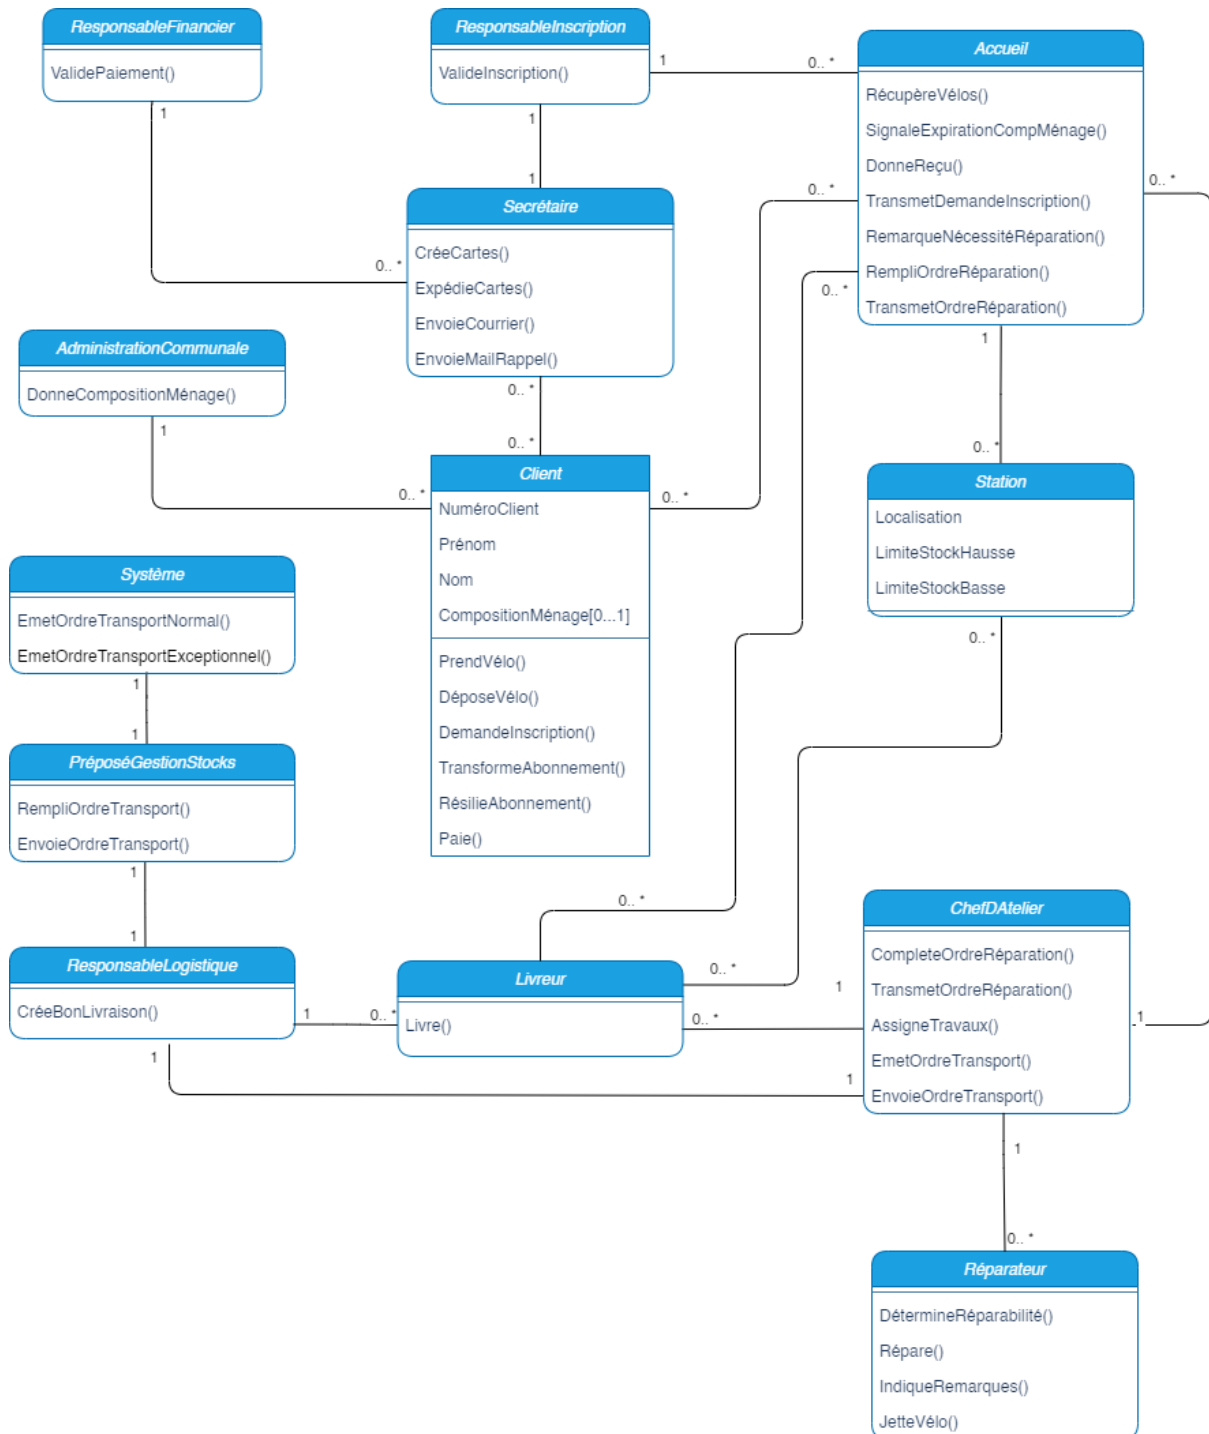 ResponsableFinancier
ValidePaiement()
1
ResponsableInscription
ValideInscription()
1
0.. *
1
1
Accueil
RécupèreVélos()
SignaleExpirationCompMénage()
DonneReçu()
TransmetDemandeInscription()
RemarqueNécessitéRéparation()
RempliOrdreRéparation()
TransmetOrdreRéparation()
0.. *
0.. *
0.. *
1
Secrétaire
CréeCartes()
ExpédieCartes()
EnvoieCourrier()
EnvoieMailRappel()
0.. *
0.. *
0.. *
AdministrationCommunale
DonneCompositionMénage()
1
0.. *
Client
NuméroClient
Prénom
Nom
CompositionMénage[0...1]
PrendVélo()
DéposeVélo()
DemandeInscription()
TransformeAbonnement()
RésilieAbonnement()
Paie()
0.. *
0.. *
Station
Localisation
LimiteStockHausse
LimiteStockBasse
0.. *
Système
EmetOrdreTransportNormal()
EmetOrdreTransportExceptionnel()
1
1
PréposéGestionStocks
RempliOrdreTransport()
EnvoieOrdreTransport()
1
1
ResponsableLogistique
CréeBonLivraison()
1
0.. *
1
0.. *
Livreur
Livre()
0.. *
0.. *
1
1
ChefDAtelier
CompleteOrdreRéparation()
TransmetOrdreRéparation()
AssigneTravaux()
EmetOrdreTransport()
EnvoieOrdreTransport()
1
1
0.. *
Réparateur
DétermineRéparabilité()
Répare()
IndiqueRemarques()
JetteVélo()